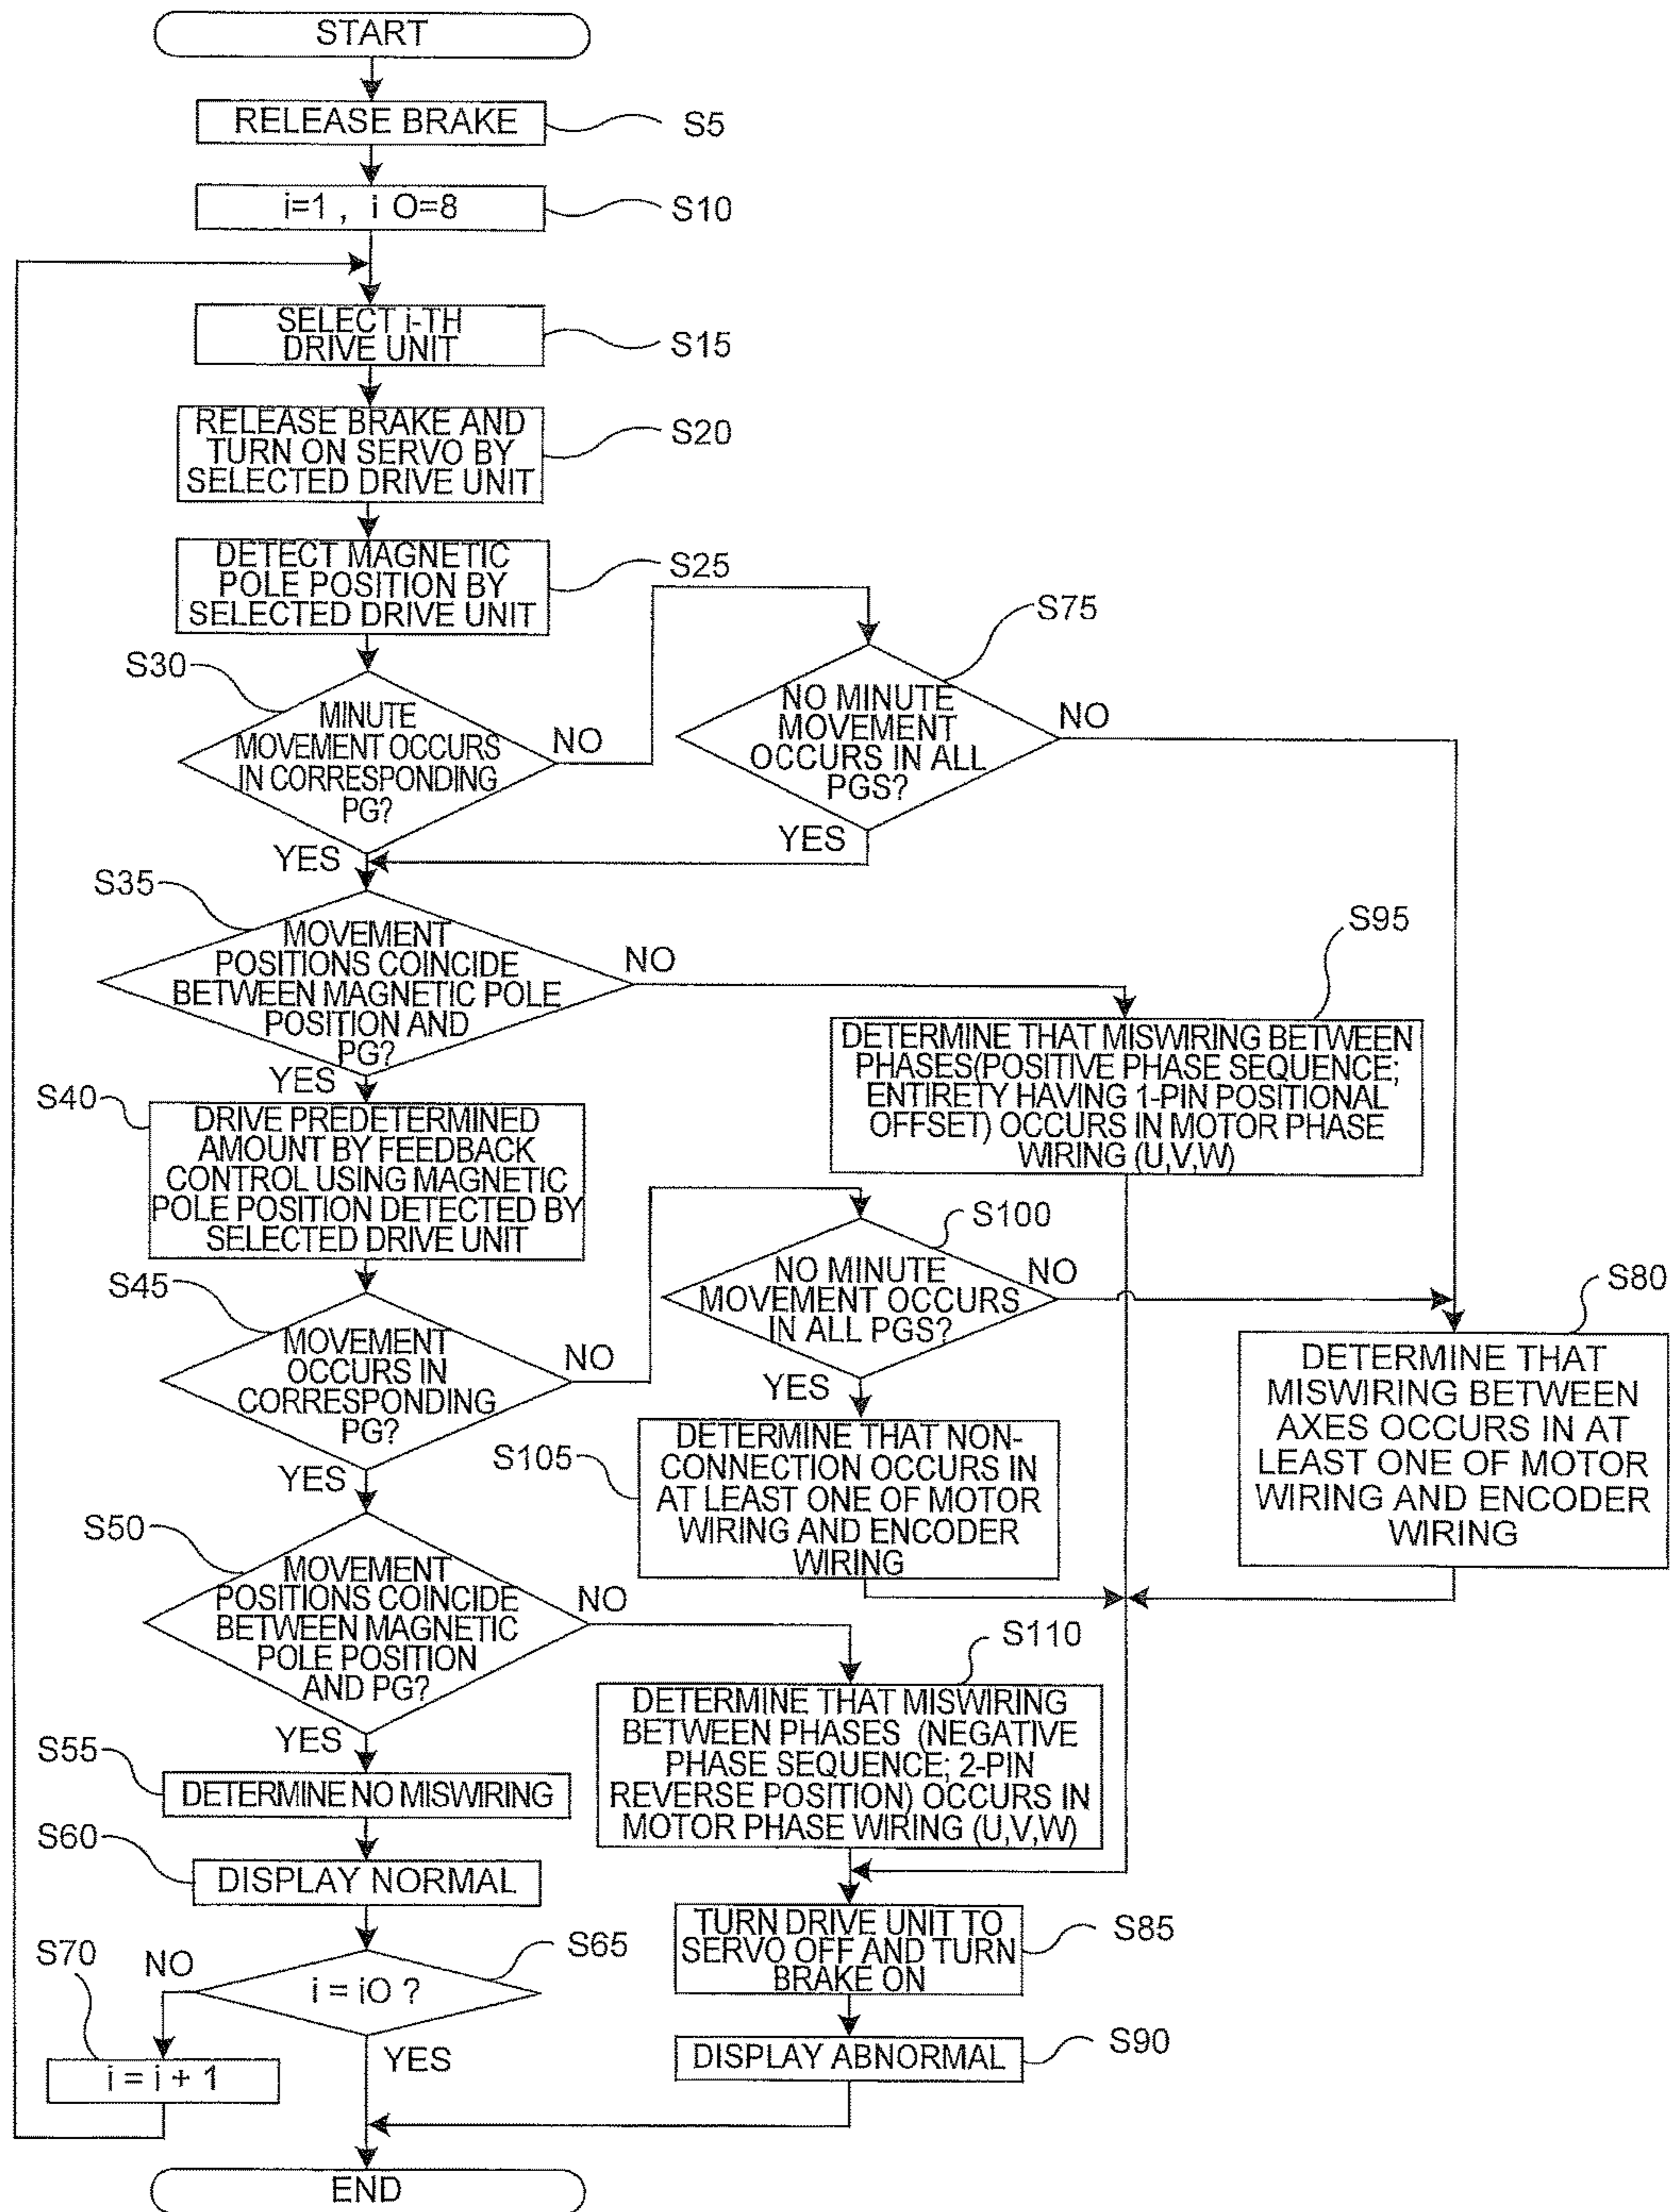 START
RELEASE BRAKE
S5
i=1 , i O=8
S10
SELECT i-TH
DRIVE UNIT
S15
RELEASE BRAKE AND
TURN ON SERVO BY
SELECTED DRIVE UNIT
S20
DETECT MAGNETIC
POLE POSITION BY
SELECTED DRIVE UNIT
S25
S30
MINUTE
MOVEMENT OCCURS
IN CORRESPONDING
PG?
NO
YES
S75
NO MINUTE
MOVEMENT
OCCURS IN ALL
PGS?
NO
YES
S35
MOVEMENT
POSITIONS COINCIDE
BETWEEN MAGNETIC POLE
POSITION AND
PG?
NO
YES
S95
DETERMINE THAT MISWIRING BETWEEN
PHASES(POSITIVE PHASE SEQUENCE;
ENTIRETY HAVING 1-PIN POSITIONAL
OFFSET) OCCURS IN MOTOR PHASE
WIRING (U,V,W)
S40
DRIVE PREDETERMINED
AMOUNT BY FEEDBACK
CONTROL USING MAGNETIC
POLE POSITION DETECTED BY
SELECTED DRIVE UNIT
S45
MOVEMENT
OCCURS IN
CORRESPONDING
PG?
NO
YES
S100
NO MINUTE
MOVEMENT OCCURS
IN ALL PGS?
NO
YES
S80
DETERMINE THAT
MISWIRING BETWEEN
AXES OCCURS IN AT
LEAST ONE OF MOTOR
WIRING AND ENCODER
WIRING
S105
DETERMINE THAT NON-
CONNECTION OCCURS IN
AT LEAST ONE OF MOTOR
WIRING AND ENCODER
WIRING
S50
MOVEMENT
POSITIONS COINCIDE
BETWEEN MAGNETIC
POLE POSITION
AND PG?
NO
YES
S110
DETERMINE THAT MISWIRING
BETWEEN PHASES (NEGATIVE
PHASE SEQUENCE; 2-PIN
REVERSE POSITION) OCCURS IN
MOTOR PHASE WIRING (U,V,W)
S55
DETERMINE NO MISWIRING
S60
DISPLAY NORMAL
S65
i = iO ?
NO
YES
S70
i = i + 1
TURN DRIVE UNIT TO
SERVO OFF AND TURN
BRAKE ON
S85
DISPLAY ABNORMAL
S90
END